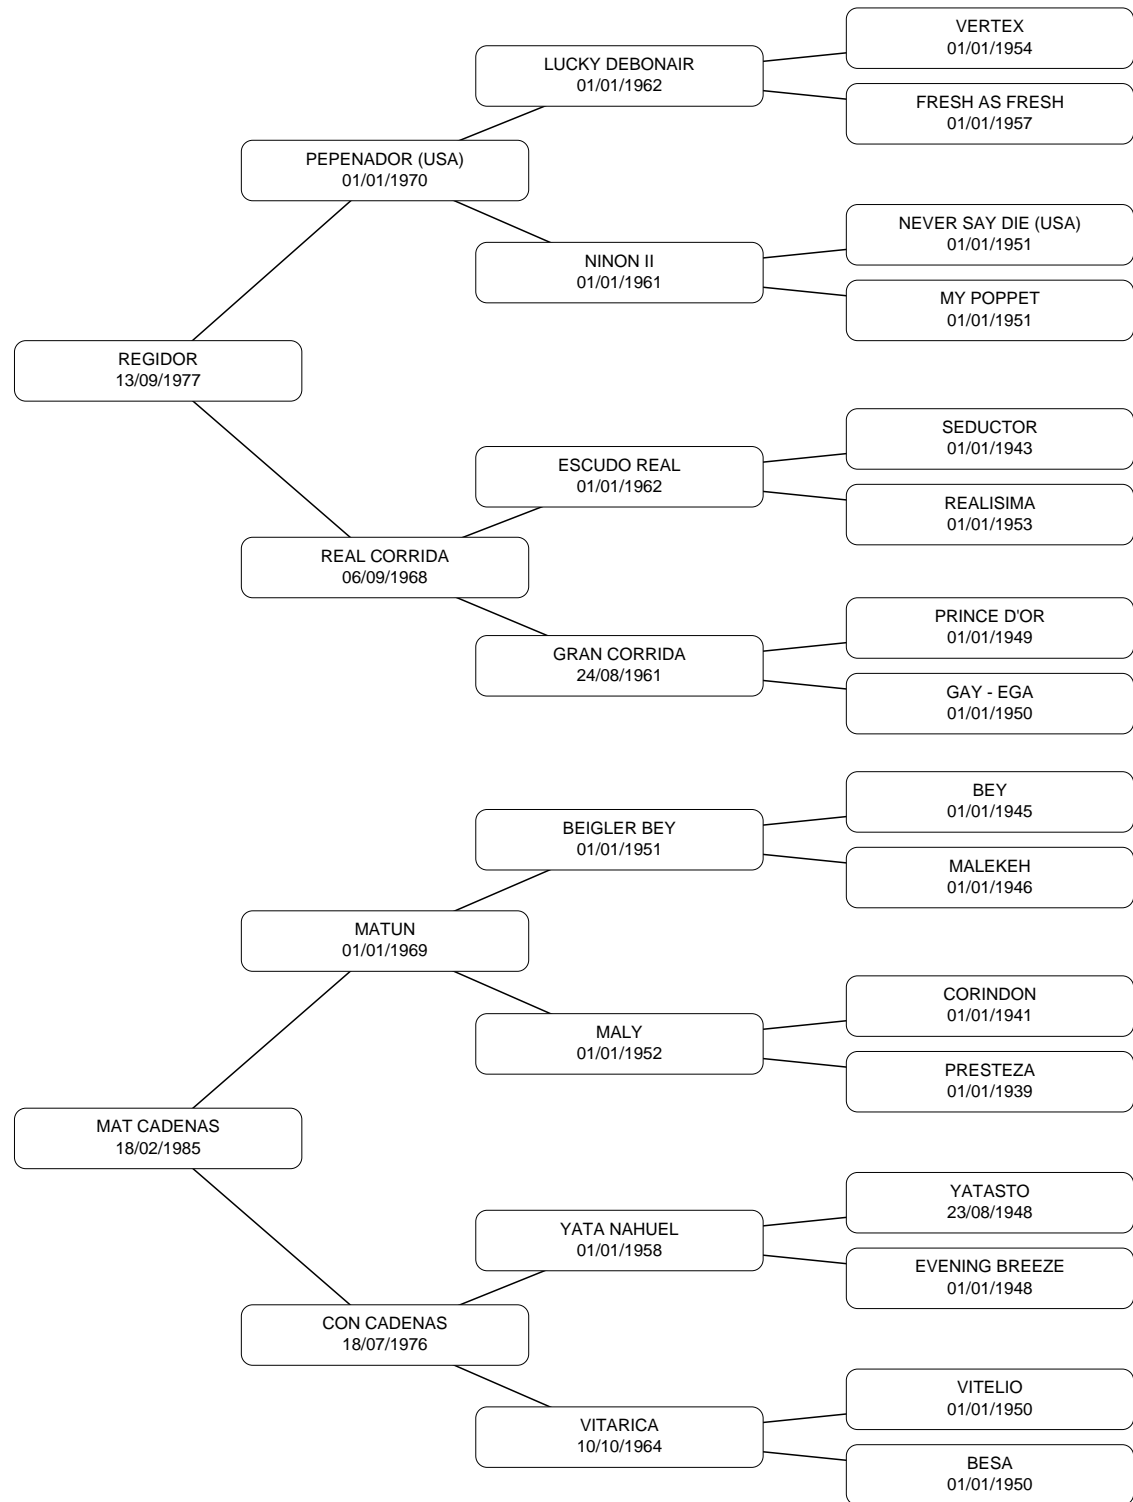 VERTEX
01/01/1954
LUCKY DEBONAIR
01/01/1962
FRESH AS FRESH
01/01/1957
PEPENADOR (USA)
01/01/1970
NEVER SAY DIE (USA)
01/01/1951
NINON II
01/01/1961
MY POPPET
01/01/1951
REGIDOR
13/09/1977
SEDUCTOR
01/01/1943
ESCUDO REAL
01/01/1962
REALISIMA
01/01/1953
REAL CORRIDA
06/09/1968
PRINCE D'OR
01/01/1949
GRAN CORRIDA
24/08/1961
GAY - EGA
01/01/1950
BEY
01/01/1945
BEIGLER BEY
01/01/1951
MALEKEH
01/01/1946
MATUN
01/01/1969
CORINDON
01/01/1941
MALY
01/01/1952
PRESTEZA
01/01/1939
MAT CADENAS
18/02/1985
YATASTO
23/08/1948
YATA NAHUEL
01/01/1958
EVENING BREEZE
01/01/1948
CON CADENAS
18/07/1976
VITELIO
01/01/1950
VITARICA
10/10/1964
BESA
01/01/1950